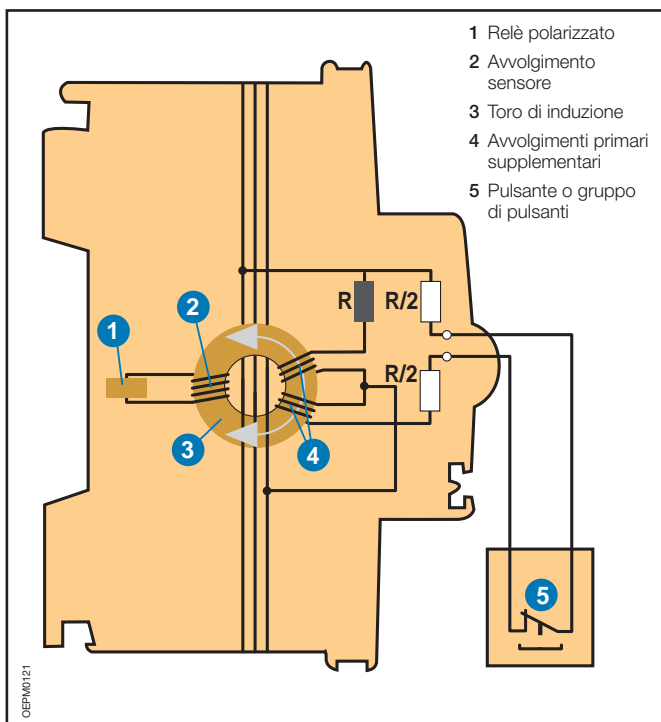 1 Relè polarizzato
2 Avvolgimento
sensore
3 Toro di induzione
4 Avvolgimenti primari
supplementari
5 Pulsante o gruppo
di pulsanti
R
R/2
R/2
1
2
3
4
5
OEPM0121